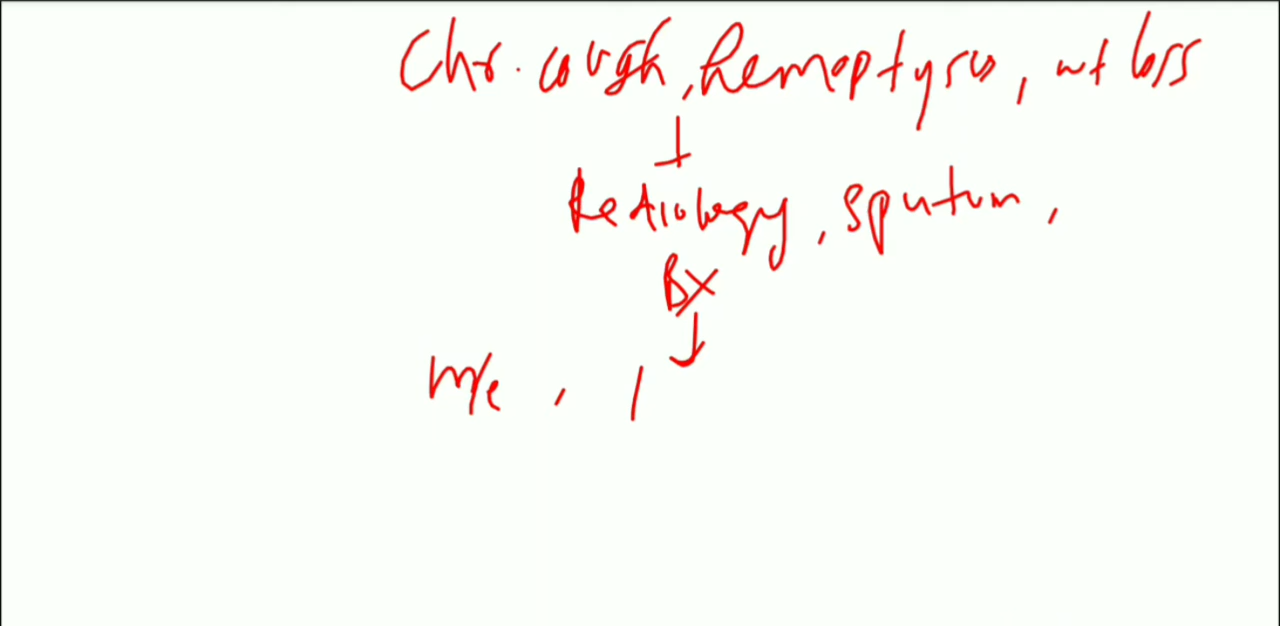 Chr. cough, hemoptysis, wt loss
Radiology, sputum,
BX
m/e, /